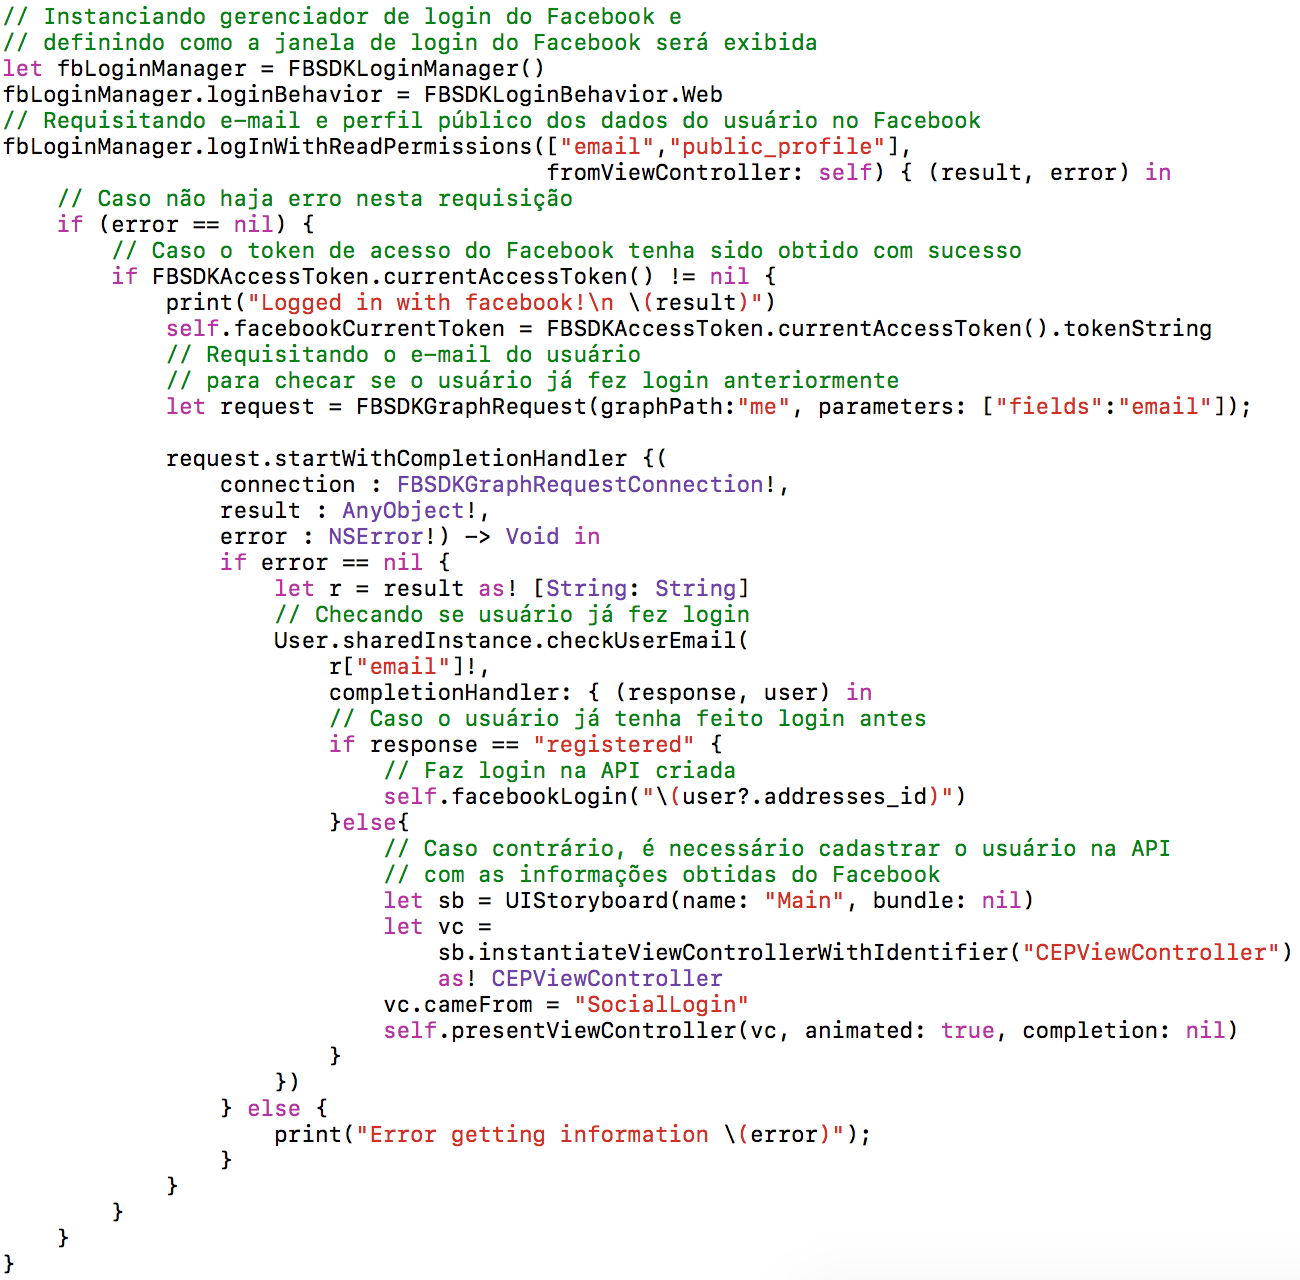 // Instanciando gerenciador de login do Facebook e
// definindo como a janela de login do Facebook será exibida
let fbLoginManager = FBSDKLoginManager()
fbLoginManager.loginBehavior = FBSDKLoginBehavior.Web
// Requisitando e-mail e perfil público dos dados do usuário no Facebook
fbLoginManager.logInWithReadPermissions(["email","public_profile"],
                                        fromViewController: self) { (result, error) in
    // Caso não haja erro nesta requisição
    if (error == nil) {
        // Caso o token de acesso do Facebook tenha sido obtido com sucesso
        if FBSDKAccessToken.currentAccessToken() != nil {
            print("Logged in with facebook!\n \(result)")
            self.facebookCurrentToken = FBSDKAccessToken.currentAccessToken().tokenString
            // Requisitando o e-mail do usuário
            // para checar se o usuário já fez login anteriormente
            let request = FBSDKGraphRequest(graphPath:"me", parameters: ["fields":"email"]);

            request.startWithCompletionHandler {(
                connection : FBSDKGraphRequestConnection!,
                result : AnyObject!,
                error : NSError!) -> Void in
                if error == nil {
                    let r = result as! [String: String]
                    // Checando se usuário já fez login
                    User.sharedInstance.checkUserEmail(
                        r["email"]!,
                        completionHandler: { (response, user) in
                        // Caso o usuário já tenha feito login antes
                        if response == "registered" {
                            // Faz login na API criada
                            self.facebookLogin("\(user?.addresses_id)")
                        }else{
                            // Caso contrário, é necessário cadastrar o usuário na API
                            // com as informações obtidas do Facebook
                            let sb = UIStoryboard(name: "Main", bundle: nil)
                            let vc =
                                sb.instantiateViewControllerWithIdentifier("CEPViewController")
                                as! CEPViewController
                            vc.cameFrom = "SocialLogin"
                            self.presentViewController(vc, animated: true, completion: nil)
                        }
                    })
                } else {
                    print("Error getting information \(error)");
                }
            }
        }
    }
}